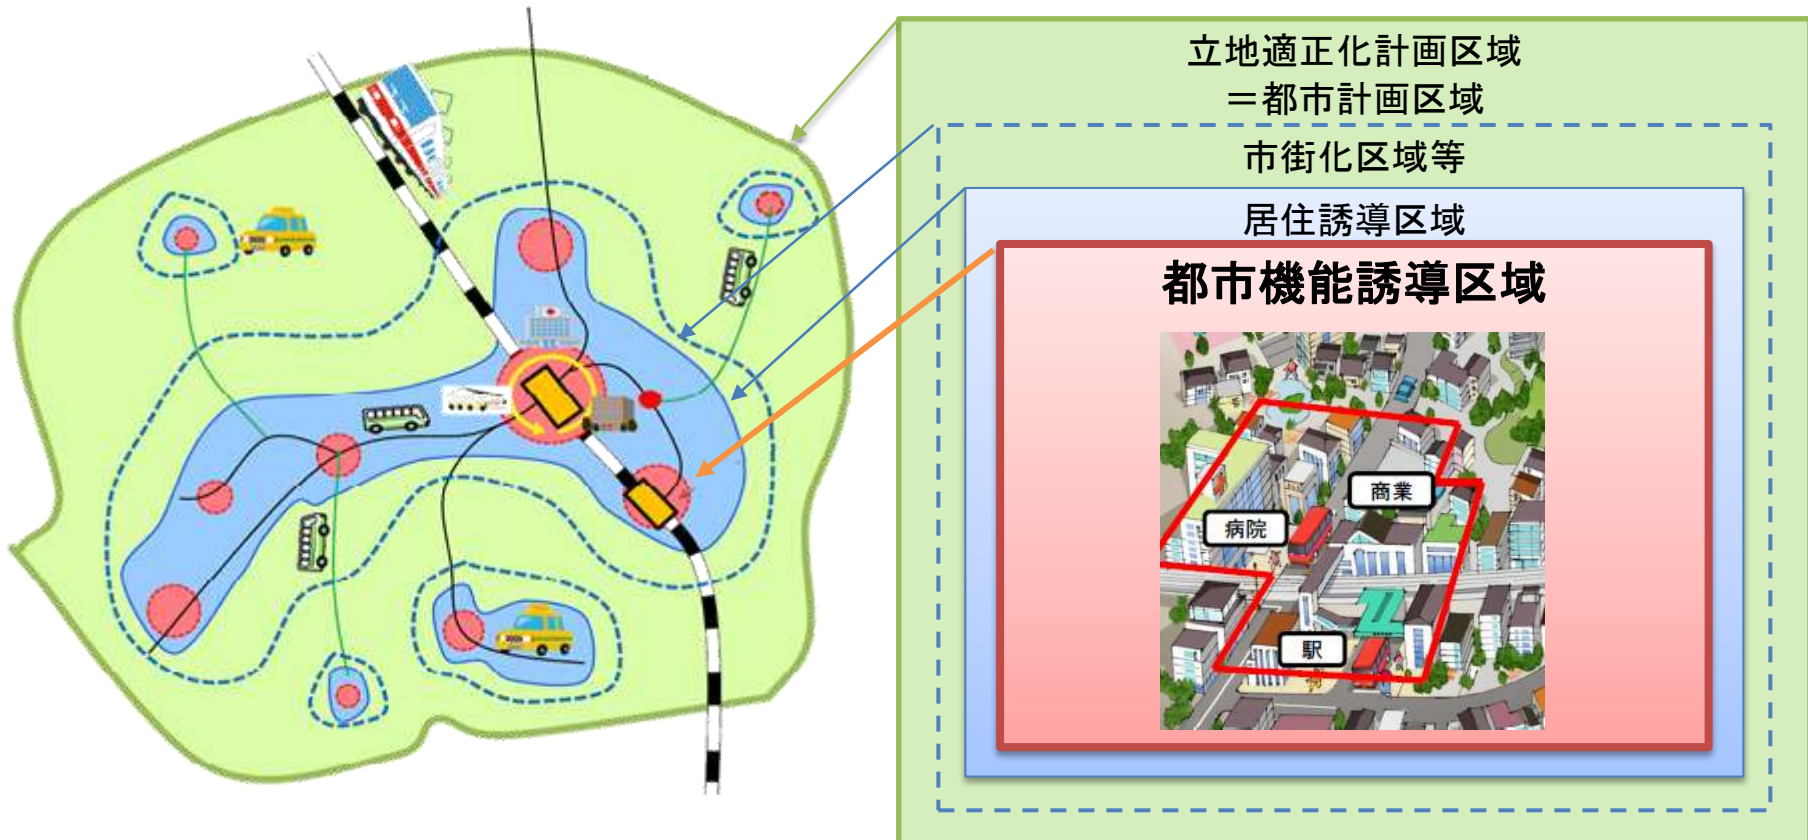 立地適正化計画区域
＝都市計画区域
市街化区域等
居住誘導区域
都市機能誘導区域
商業
病院
駅